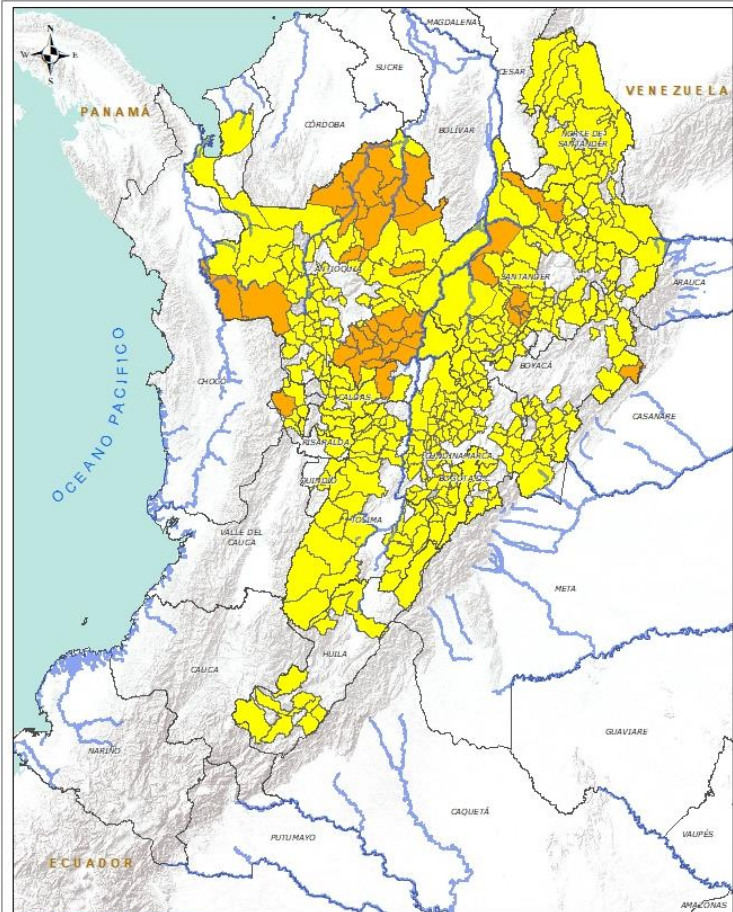 MAGDALENA
N
W
E
S
SUCRE
CESAR
VENEZUELA
PANAMÁ
CÓRDOBA
BOLÍVAR
NORTE DE
SANTANDER
ANTIOQUIA
SANTANDER
ARAUCA
OCEANO PACIFICO
CHOCÓ
BOYACÁ
CALDAS
CASANARE
RISARALDA
CUNDINAMARCA
QUINDIO
BOGOTÁ, D.C.
TOLIMA
VALLE DEL
CAUCA
META
HUILA
CAUCA
GUAVIARE
NARIÑO
CAQUETÁ
PUTUMAYO
VAUPÉS
ECUADOR
AMAZONAS